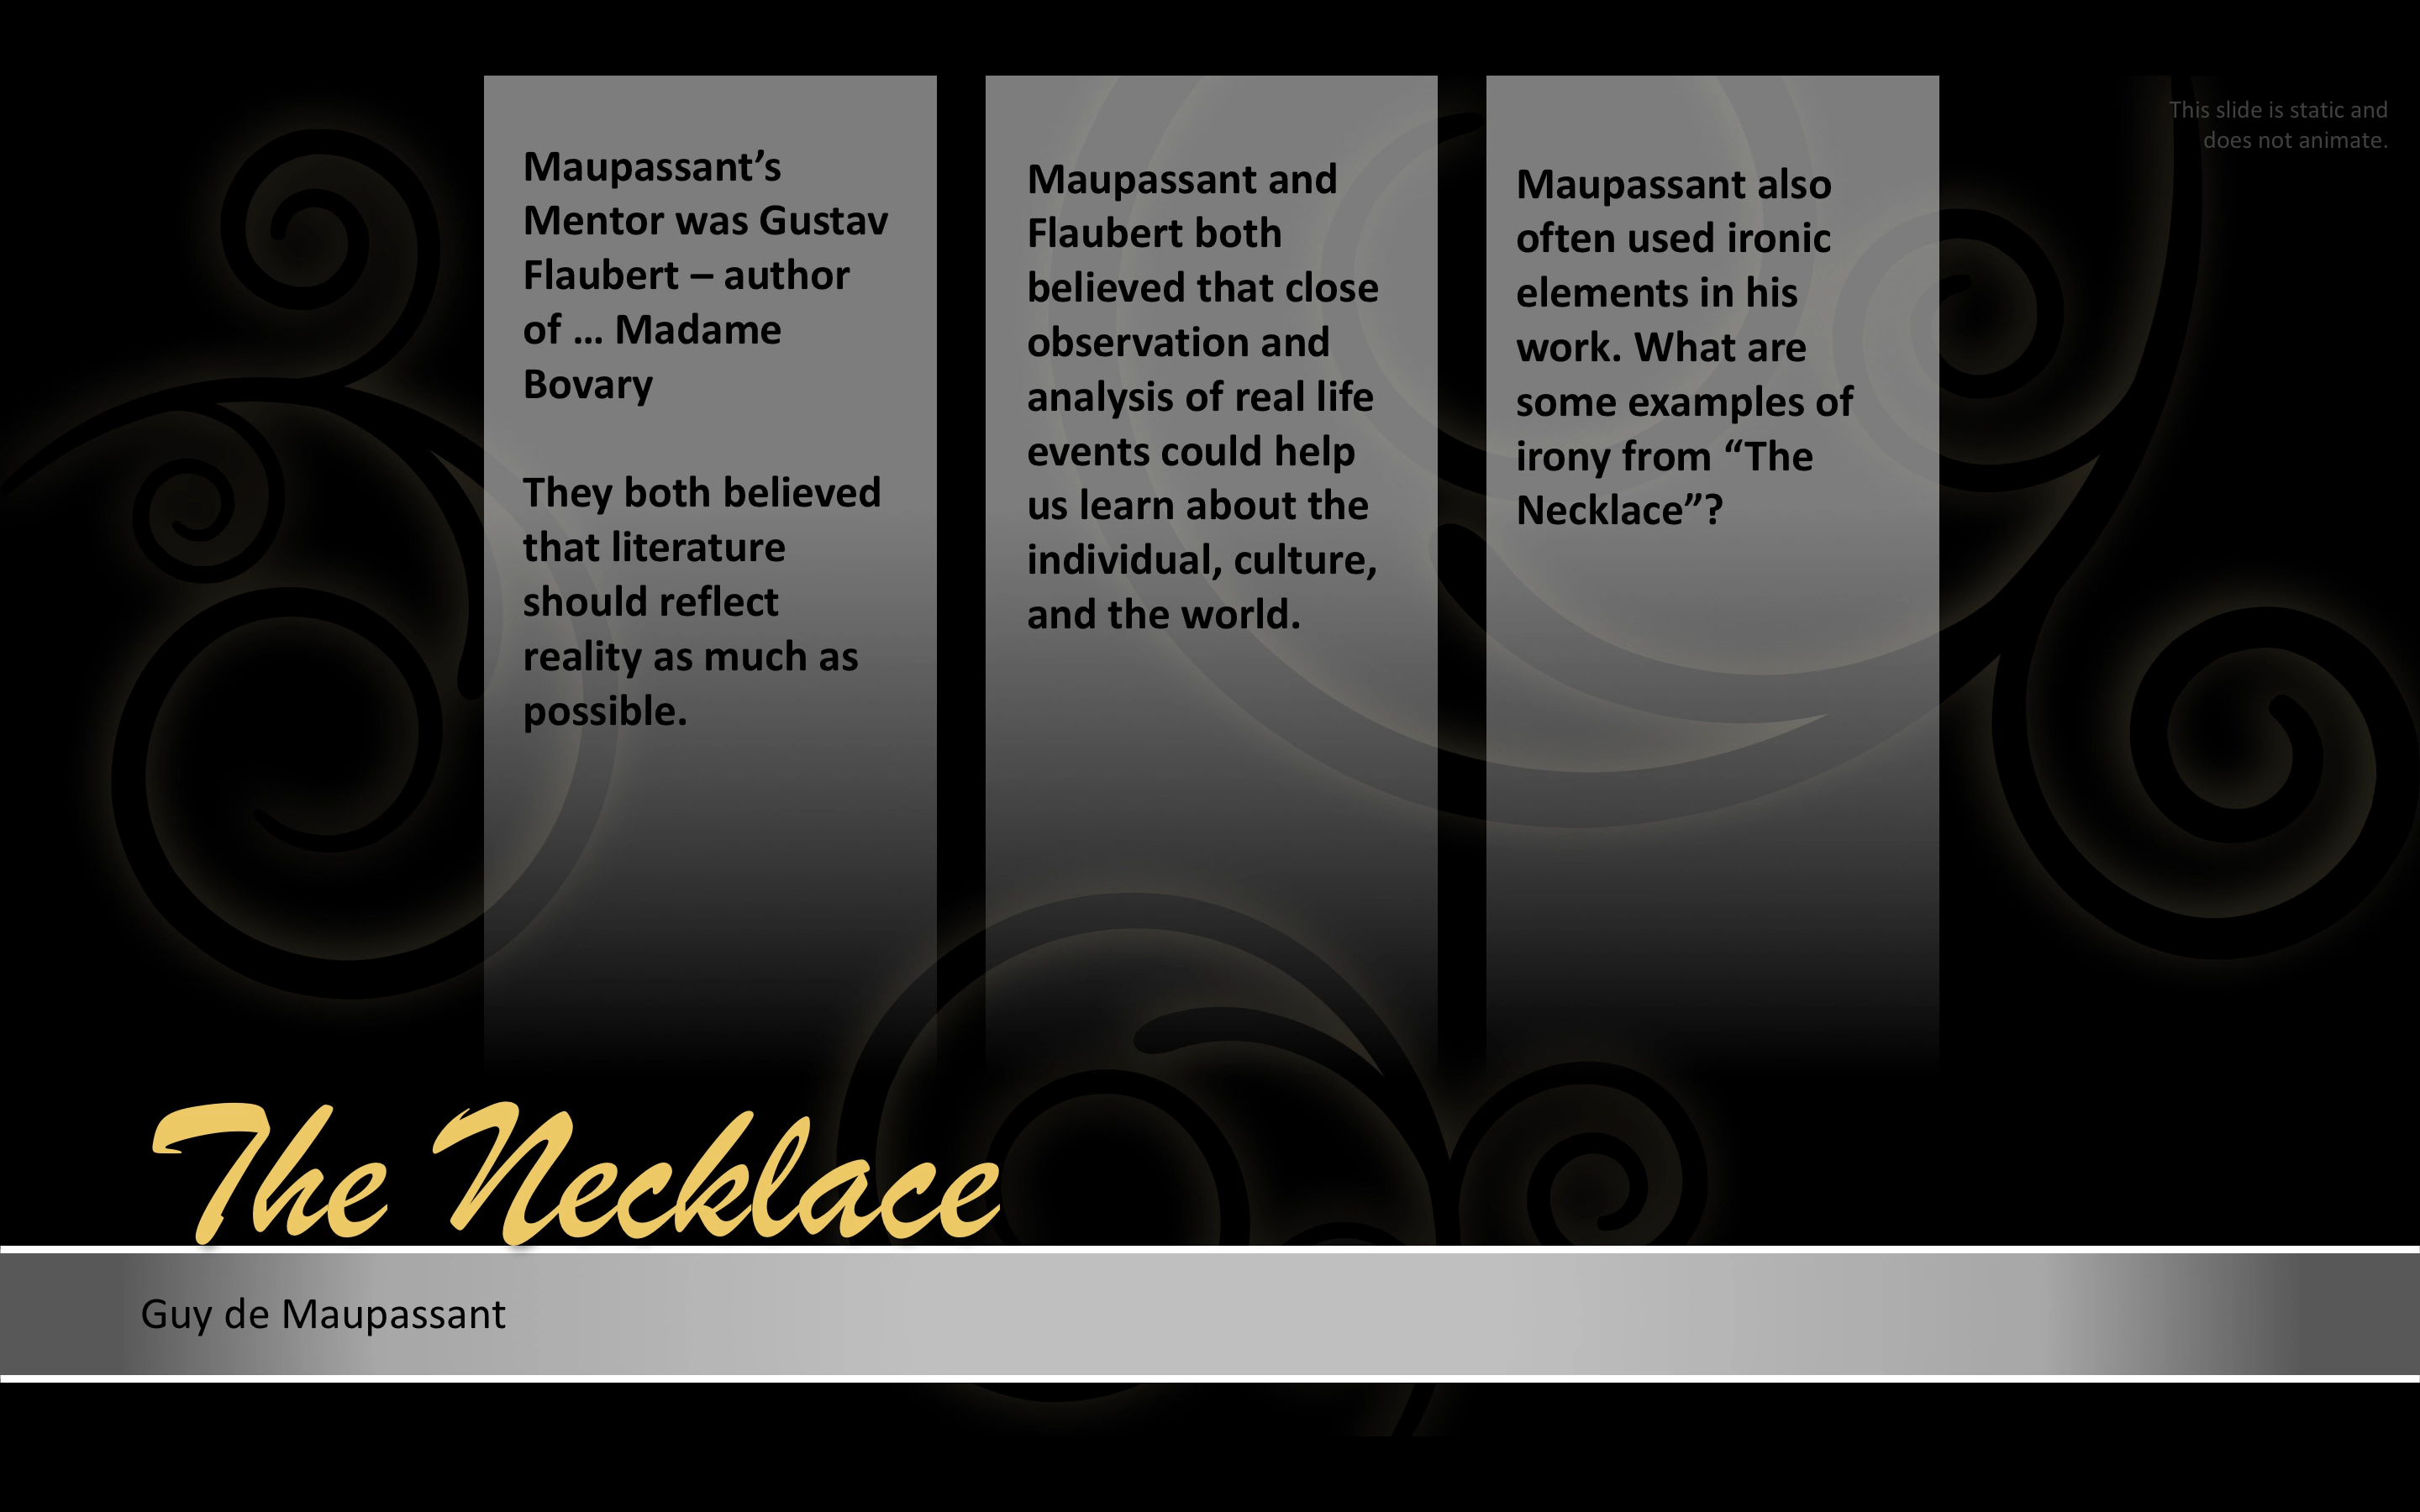 This slide is static and
does not animate.
Maupassant’s
Mentor was Gustav
Flaubert – author
of … Madame
Bovary
They both believed
that literature
should reflect
reality as much as
possible.
Maupassant and
Flaubert both
believed that close
observation and
analysis of real life
events could help
us learn about the
individual, culture,
and the world.
Maupassant also
often used ironic
elements in his
work. What are
some examples of
irony from “The
Necklace”?
The Necklace
Guy de Maupassant